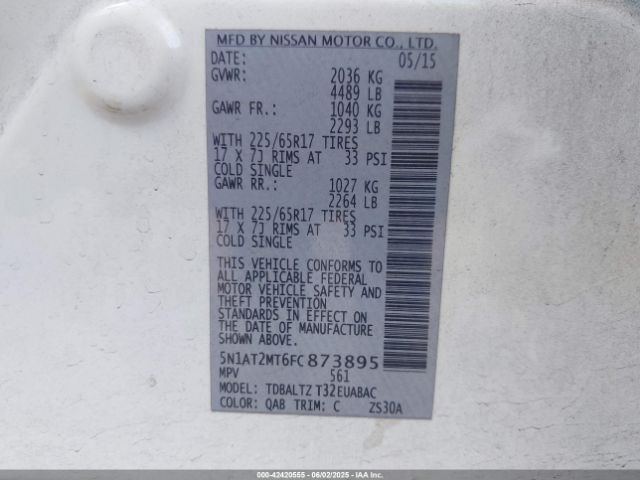 MFD BY NISSAN MOTOR CO., LTD.
DATE: 05/15
GVWR: 2036 KG
4489 LB
GAWR FR.: 1040 KG
2293 LB
WITH 225/65R17 TIRES
17 X 7J RIMS AT 33 PSI
COLD SINGLE
GAWR RR.: 1027 KG
2264 LB
WITH 225/65R17 TIRES
17 X 7J RIMS AT 33 PSI
COLD SINGLE
THIS VEHICLE CONFORMS TO
ALL APPLICABLE FEDERAL
MOTOR VEHICLE SAFETY AND
THEFT PREVENTION
STANDARDS IN EFFECT ON
THE DATE OF MANUFACTURE
SHOWN ABOVE.
5N1AT2MT6FC873895
MPV 561
MODEL: TDBALTZ T32EUABAC
COLOR: QAB TRIM: C ZS30A
000-42420555 - 06/02/2025 - IAAC